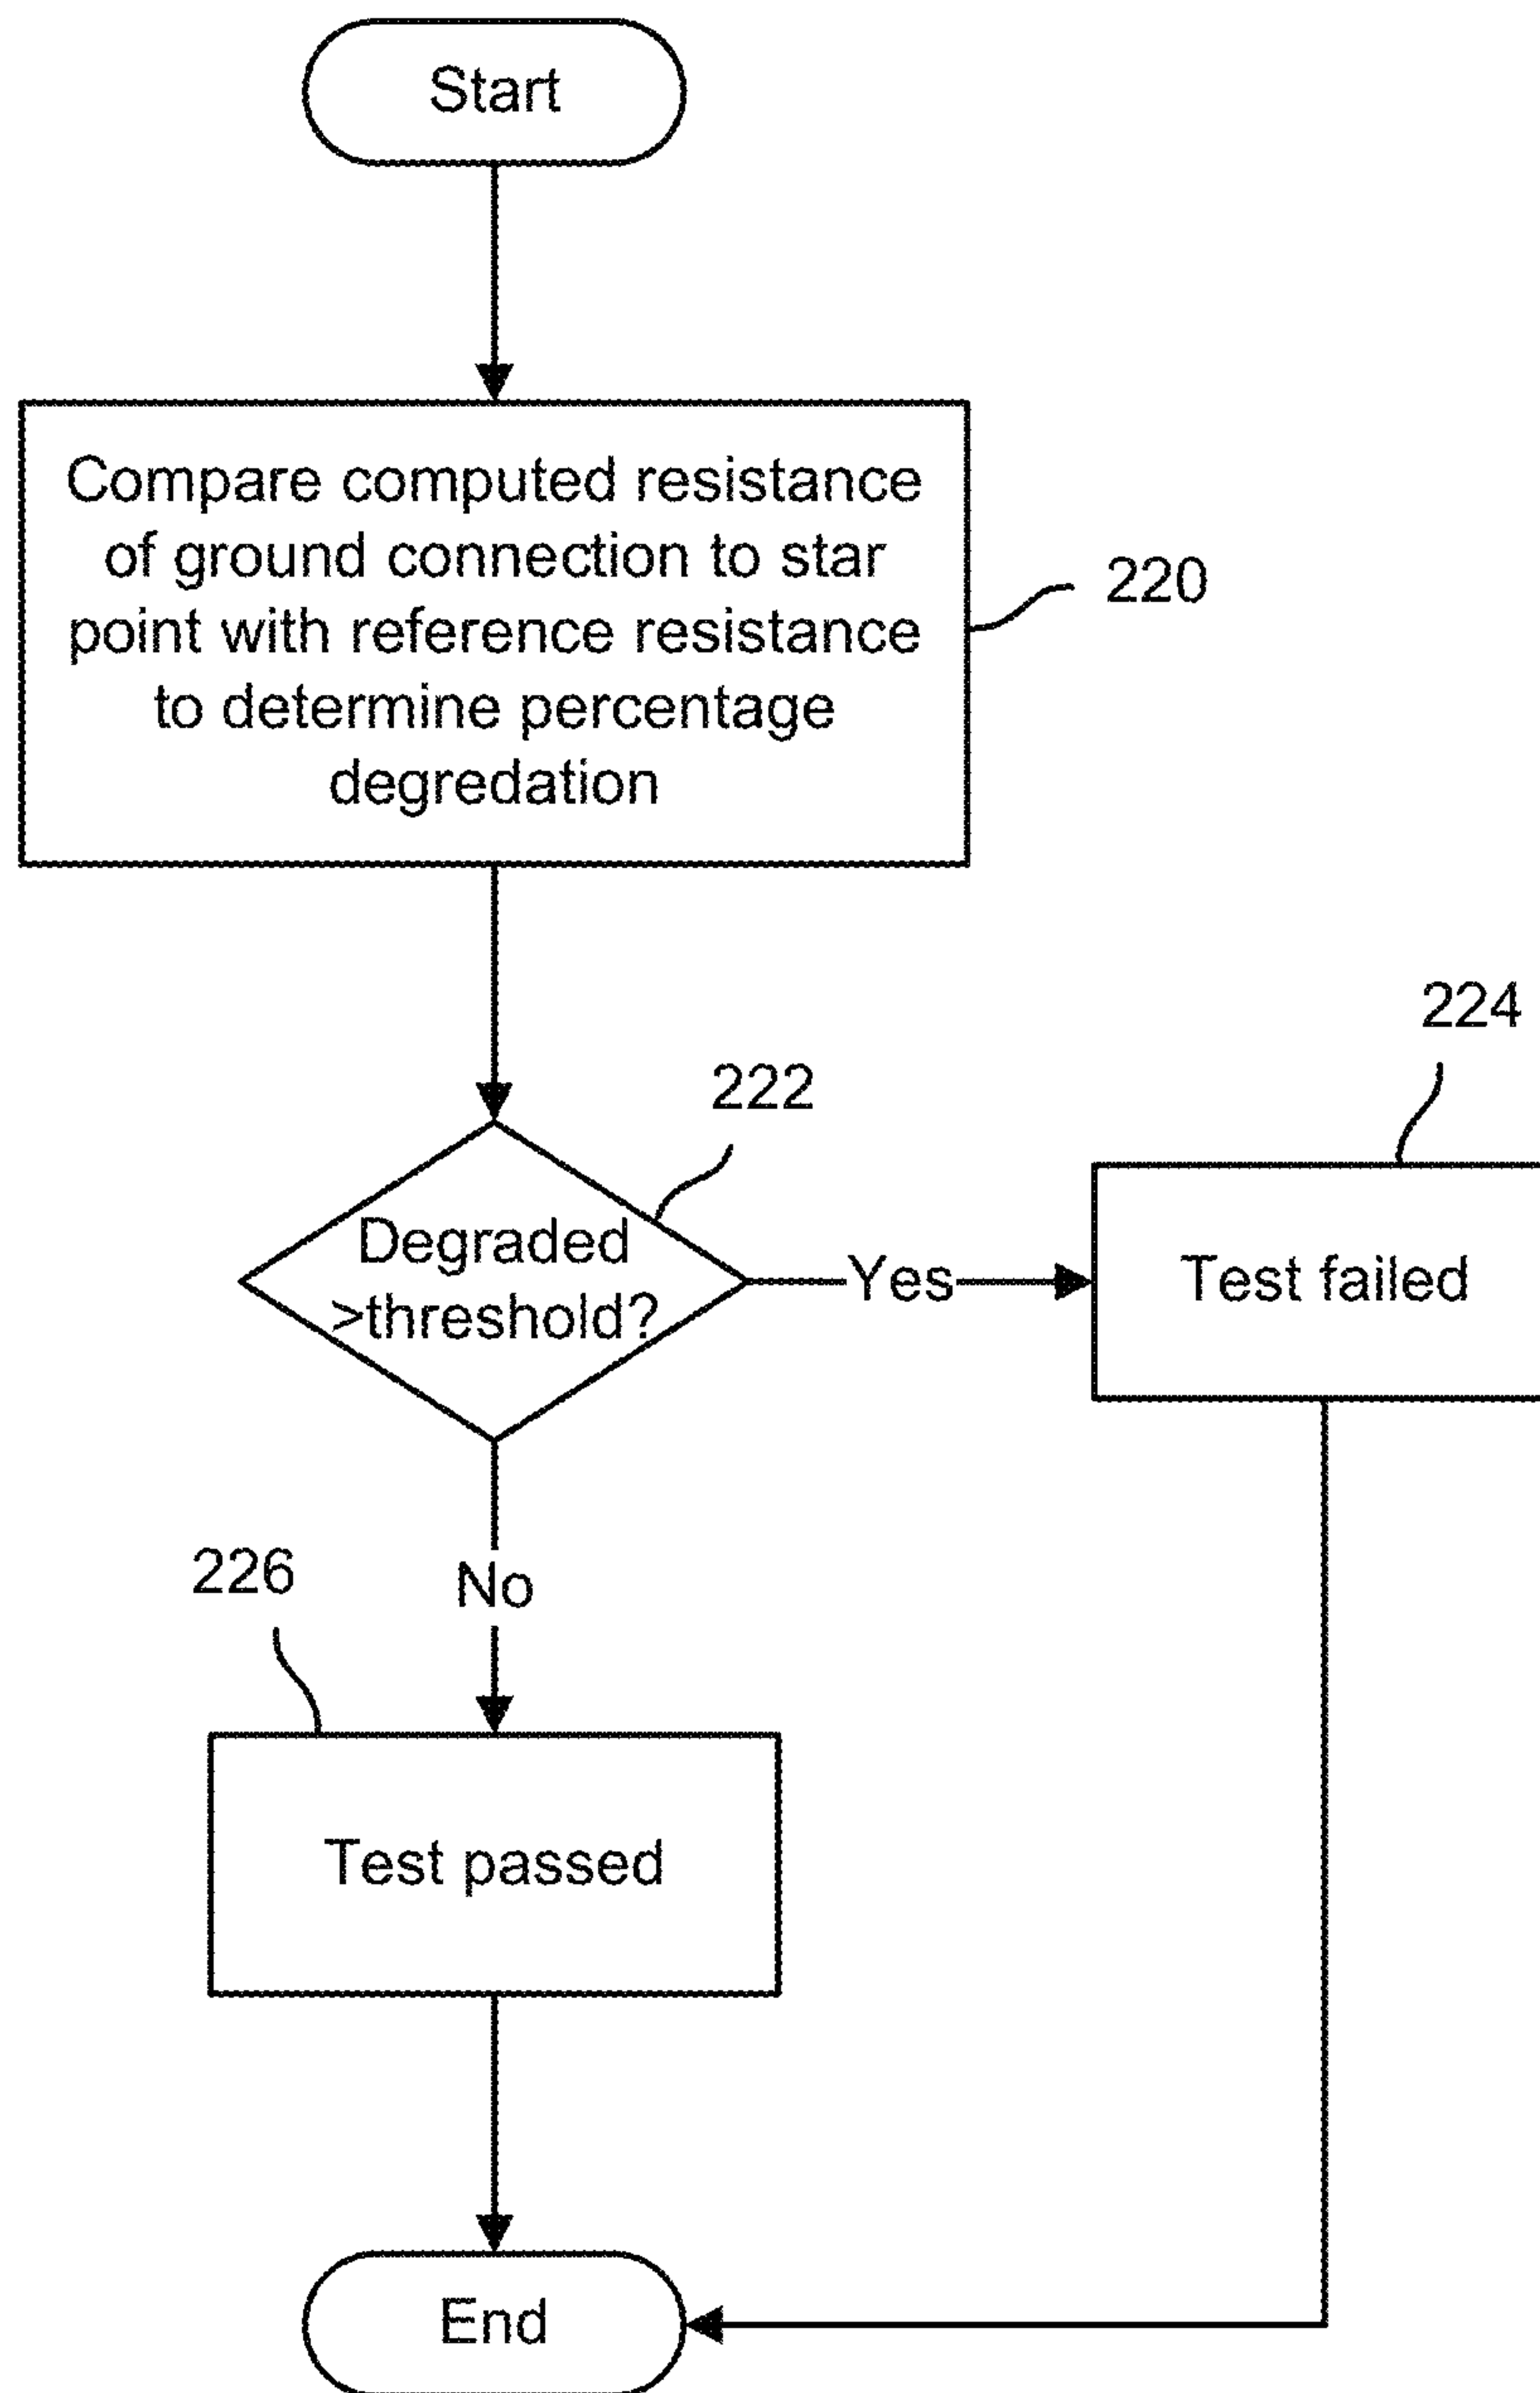 Start
Compare computed resistance
of ground connection to star
point with reference resistance
to determine percentage
degredation
220
222
224
Degraded
>threshold?
Yes
Test failed
226
No
Test passed
End